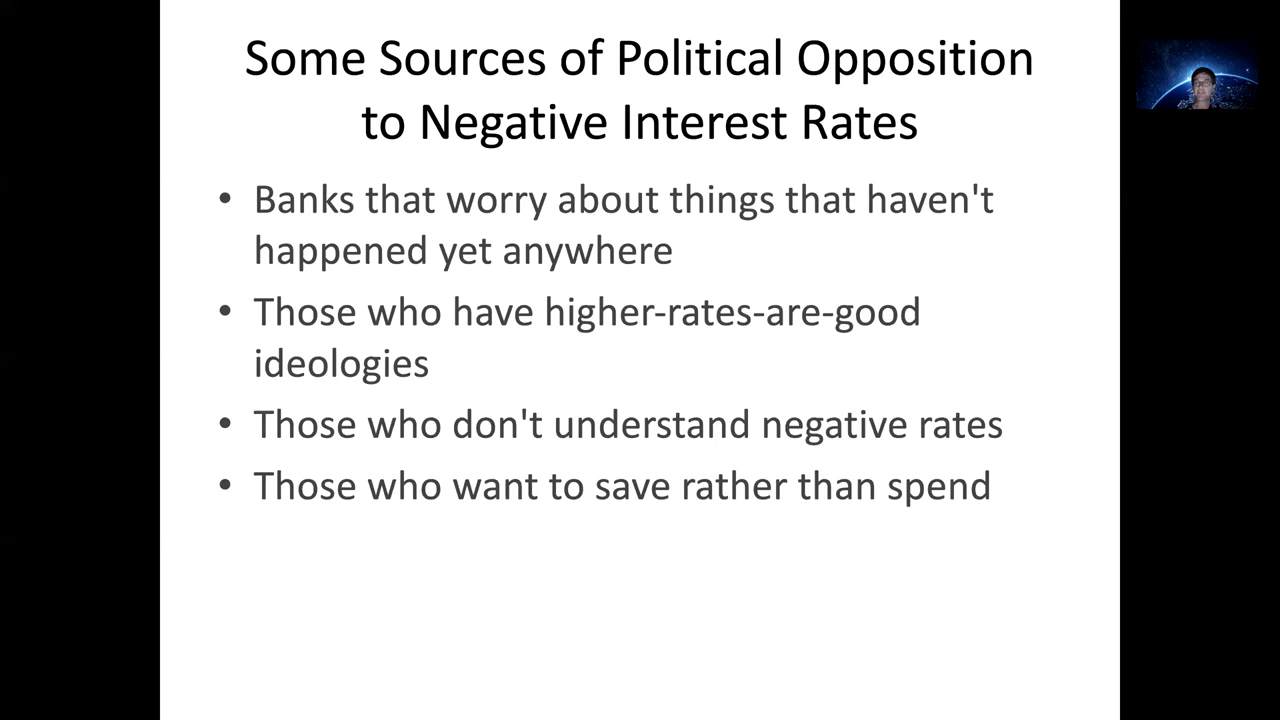 Some Sources of Political Opposition
to Negative Interest Rates
• Banks that worry about things that haven't
happened yet anywhere
• Those who have higher-rates-are-good
ideologies
• Those who don't understand negative rates
• Those who want to save rather than spend